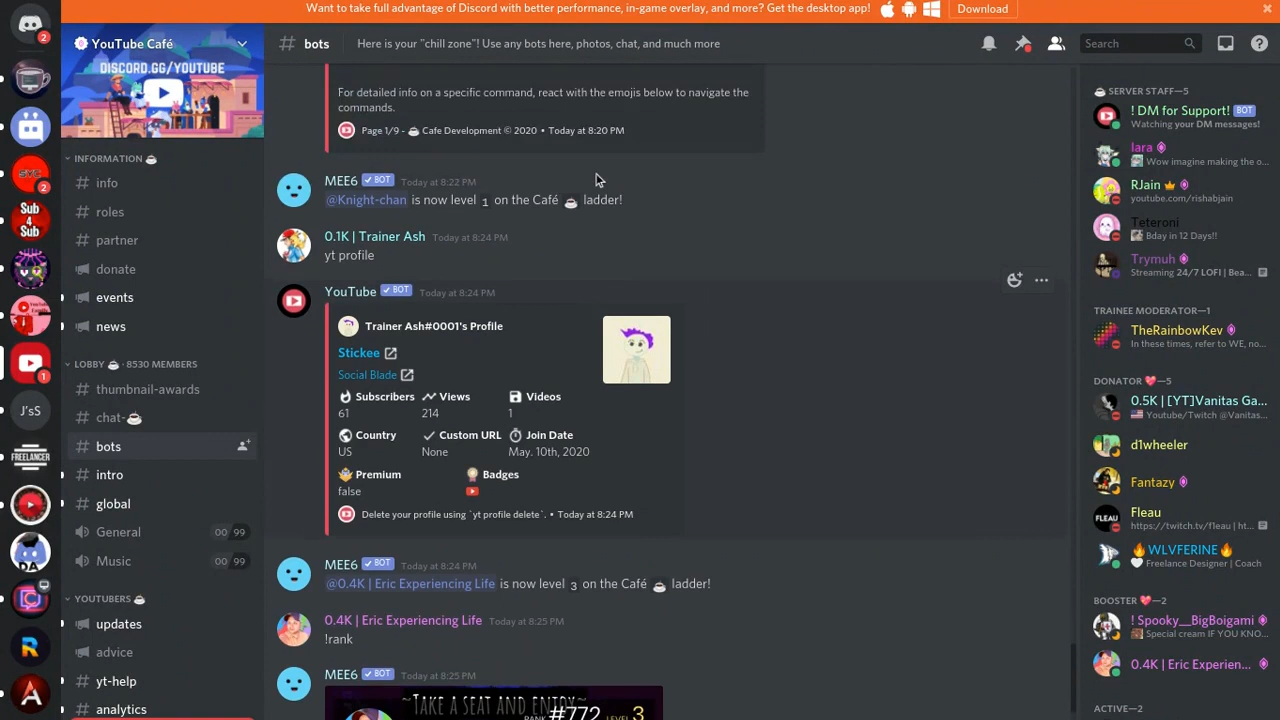 Want to take full advantage of Discord with better performance, in-game overlay, and more? Get the desktop app!
Download
2
SYC
2
Sub
4
Sub
1
J'sS
FREELANCER
DA
YouTube Café
DISCORD.GG/YOUTUBE
INFORMATION ☕
# info
# roles
# partner
donate
events
news
LOBBY ☕ · 8530 MEMBERS
# thumbnail-awards
# chat-☕
# bots
# intro
# global
General
00 99
Music
00 99
YOUTUBERS ☕
# updates
# advice
# yt-help
# analytics
# bots
Here is your "chill zone"! Use any bots here, photos, chat, and much more
Search
For detailed info on a specific command, react with the emojis below to navigate the
commands.
Page 1/9 - ☕ Cafe Development © 2020 • Today at 8:20 PM
MEE6 ✓ BOT Today at 8:22 PM
@Knight-chan is now level 1 on the Café ☕ ladder!
0.1K | Trainer Ash Today at 8:24 PM
yt profile
YouTube ✓ BOT Today at 8:24 PM
Trainer Ash#0001's Profile
Stickee
Social Blade
Subscribers Views Videos
61 214 1
Country Custom URL Join Date
US None May. 10th, 2020
Premium Badges
false
Delete your profile using `yt profile delete`. • Today at 8:24 PM
MEE6 ✓ BOT Today at 8:24 PM
@0.4K | Eric Experiencing Life is now level 3 on the Café ☕ ladder!
0.4K | Eric Experiencing Life Today at 8:25 PM
!rank
MEE6 ✓ BOT Today at 8:25 PM
~TAKE A SEAT AND ENJOY~
RANK #772 LEVEL 3
☕ SERVER STAFF—5
! DM for Support! BOT
Watching your DM messages!
Iara
Wow imagine making the o...
RJain
youtube.com/rishabjain
Teteroni
Bday in 12 Days!!
Trymuh
Streaming 24/7 LOFI | Bea...
TRAINEE MODERATOR—1
TheRainbowKev
In these times, refer to WE, no...
DONATOR 💖—5
0.5K | [YT]Vanitas Ga...
Youtube/Twitch @Vanitas...
d1wheeler
Fantazy
FLEAU
Fleau
https://twitch.tv/f1eau | ht...
🔥WLVFERINE🔥
Freelance Designer | Coach
BOOSTER 💖—2
! Spooky__BigBoigami
Special cream IF YOU KNO...
0.4K | Eric Experien...
ACTIVE—2